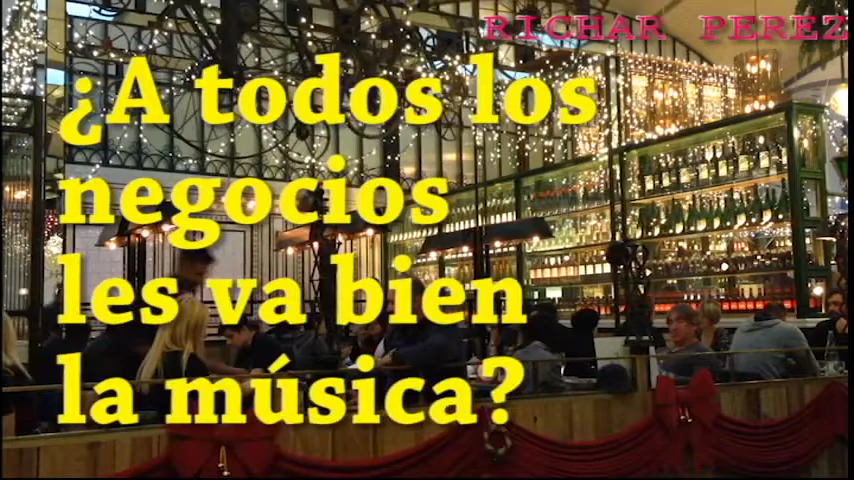 RICHAR PEREZ
¿A todos los
negocios
les va bien
la música?